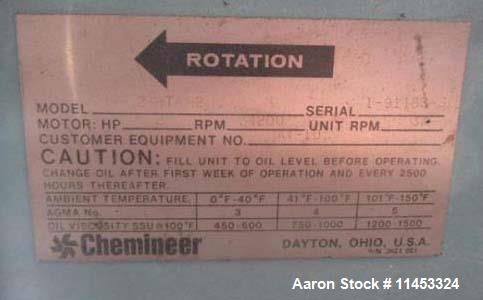 ROTATION
MODEL SERIAL
MOTOR: HP RPM 1200 UNIT RPM
CUSTOMER EQUIPMENT NO.
CAUTION: FILL UNIT TO OIL LEVEL BEFORE OPERATING.
CHANGE OIL AFTER FIRST WEEK OF OPERATION AND EVERY 2500
HOURS THEREAFTER.
AMBIENT TEMPERATURE, 0°F-40°F 41°F-100°F 101°F-150°F
AGMA No. 3 4 5
OIL VISCOSITY SSU @ 100°F 450-600 750-1000 1200-1500
Chemineer DAYTON, OHIO, U.S.A.
Aaron Stock # 11453324